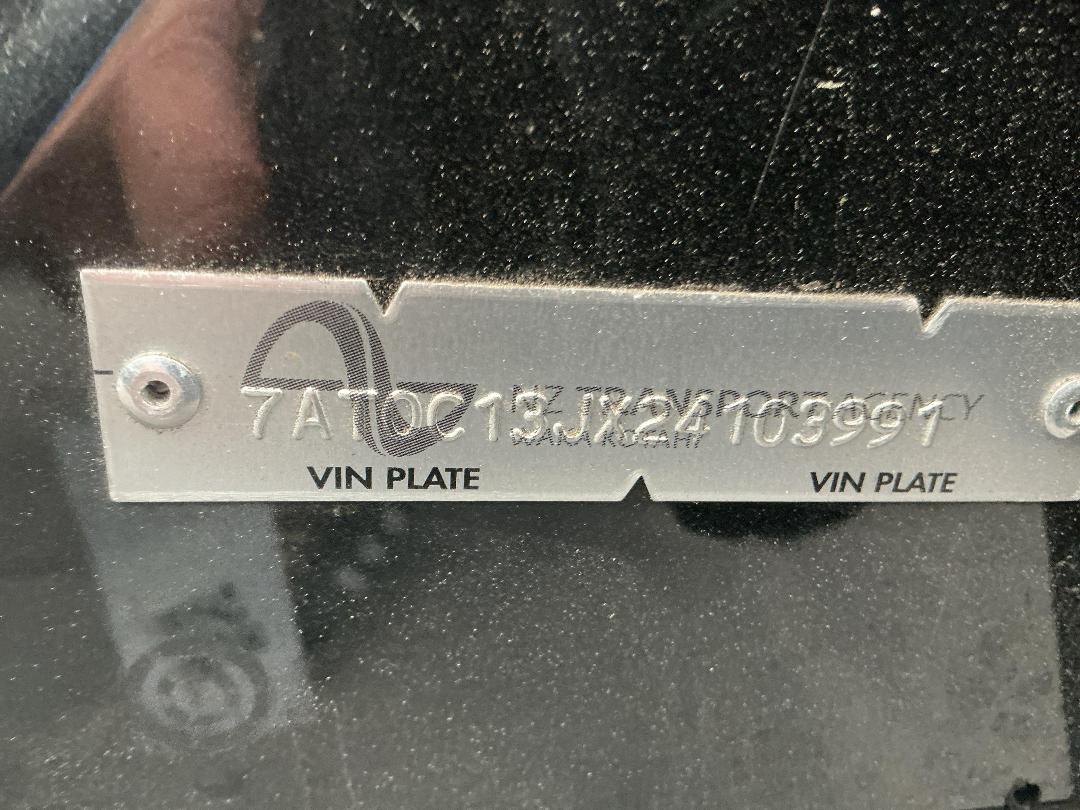 NZ TRANSPORT AGENCY
WAKA KOTAHI
7AT0C13JX24103991
VIN PLATE VIN PLATE